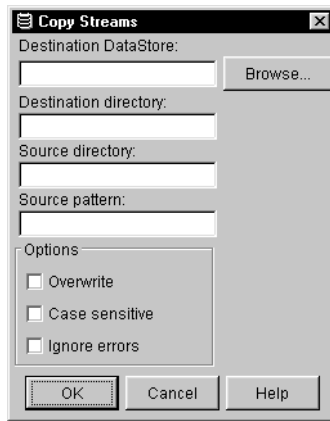 Copy Streams
Destination DataStore:
Browse...
Destination directory:
Source directory:
Source pattern:
Options
Overwrite
Case sensitive
Ignore errors
OK Cancel Help